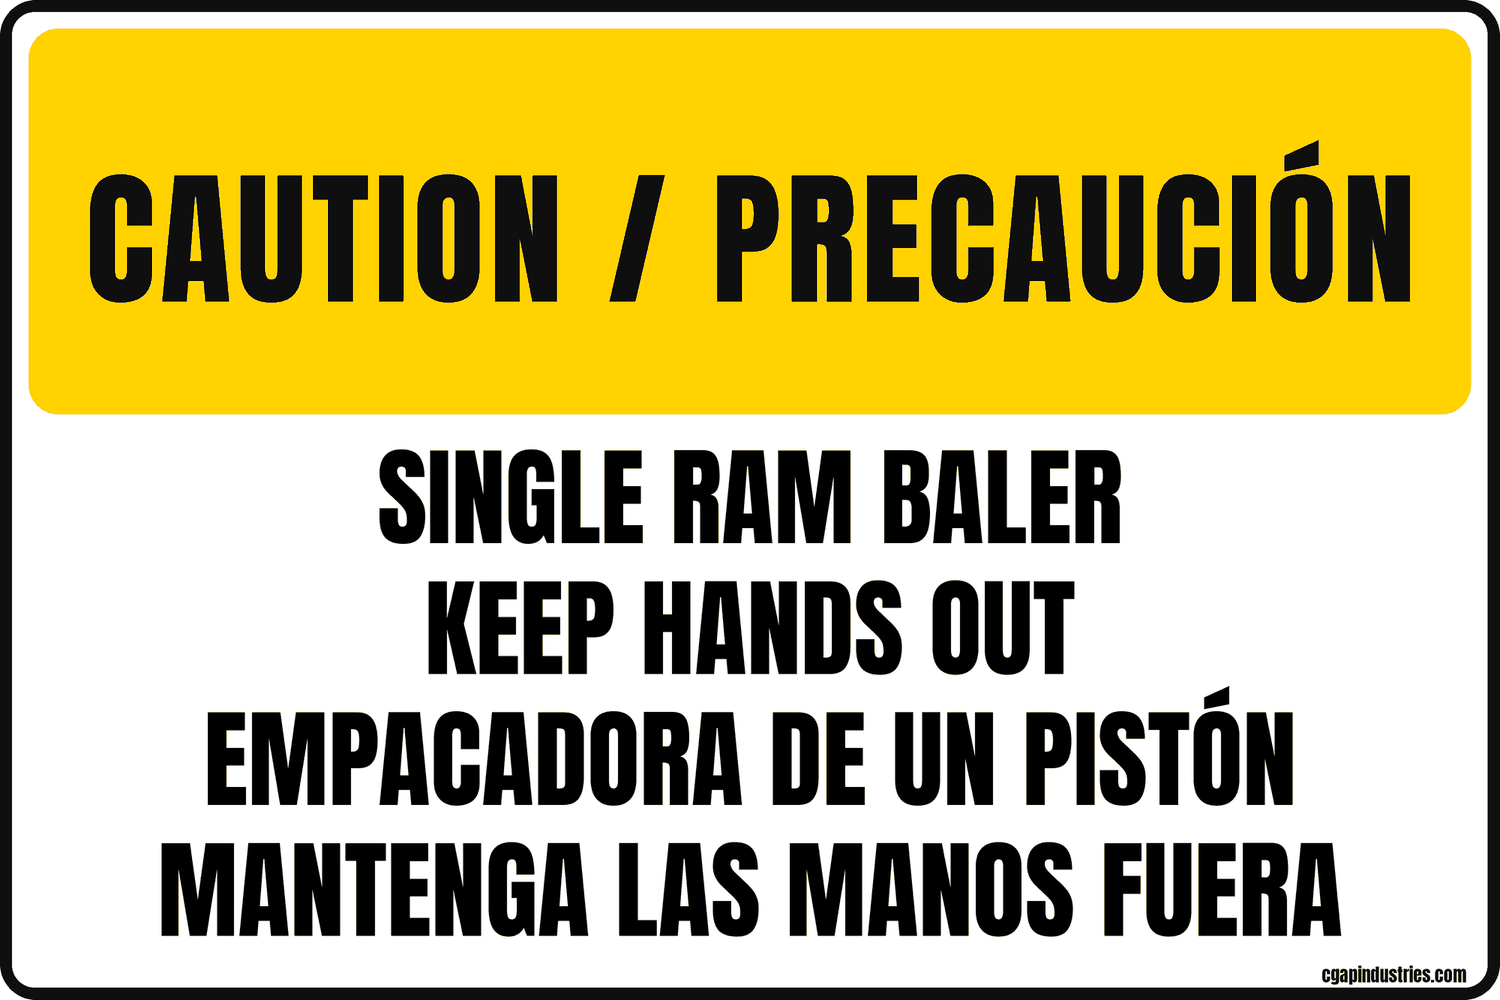 CAUTION / PRECAUCIÓN
SINGLE RAM BALER
KEEP HANDS OUT
EMPACADORA DE UN PISTÓN
MANTENGA LAS MANOS FUERA
cgapindustries.com